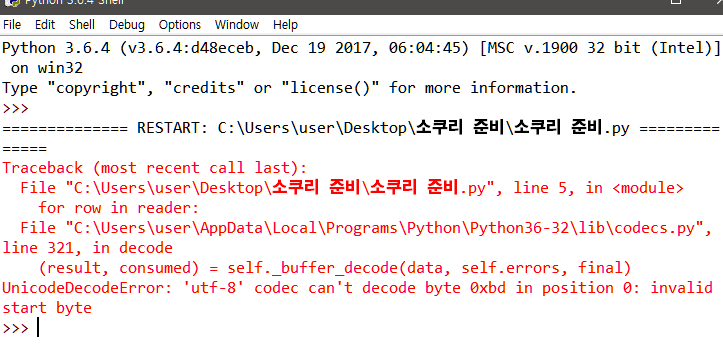 Python 3.6.4 Shell
File Edit Shell Debug Options Window Help
Python 3.6.4 (v3.6.4:d48eceb, Dec 19 2017, 06:04:45) [MSC v.1900 32 bit (Intel)]
on win32
Type "copyright", "credits" or "license()" for more information.
>>>
============== RESTART: C:\Users\user\Desktop\소쿠리 준비\소쿠리 준비.py =========
=====
Traceback (most recent call last):
File "C:\Users\user\Desktop\소쿠리 준비\소쿠리 준비.py", line 5, in <module>
for row in reader:
File "C:\Users\user\AppData\Local\Programs\Python\Python36-32\lib\codecs.py",
line 321, in decode
(result, consumed) = self._buffer_decode(data, self.errors, final)
UnicodeDecodeError: 'utf-8' codec can't decode byte 0xbd in position 0: invalid
start byte
>>>